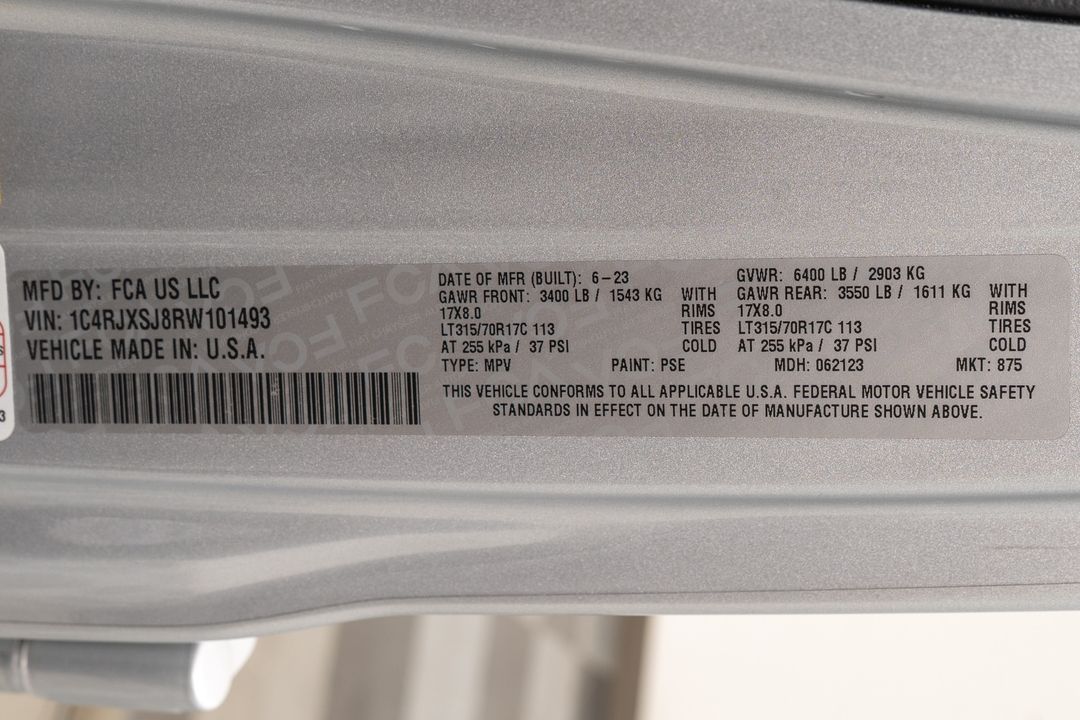 MFD BY: FCA US LLC
VIN: 1C4RJXSJ8RW101493
VEHICLE MADE IN: U.S.A.
DATE OF MFR (BUILT): 6-23
GAWR FRONT: 3400 LB / 1543 KG WITH
17X8.0 RIMS
LT315/70R17C 113 TIRES
AT 255 kPa / 37 PSI COLD
GVWR: 6400 LB / 2903 KG
GAWR REAR: 3550 LB / 1611 KG WITH
17X8.0 RIMS
LT315/70R17C 113 TIRES
AT 255 kPa / 37 PSI COLD
TYPE: MPV PAINT: PSE MDH: 062123 MKT: 875
THIS VEHICLE CONFORMS TO ALL APPLICABLE U.S.A. FEDERAL MOTOR VEHICLE SAFETY
STANDARDS IN EFFECT ON THE DATE OF MANUFACTURE SHOWN ABOVE.